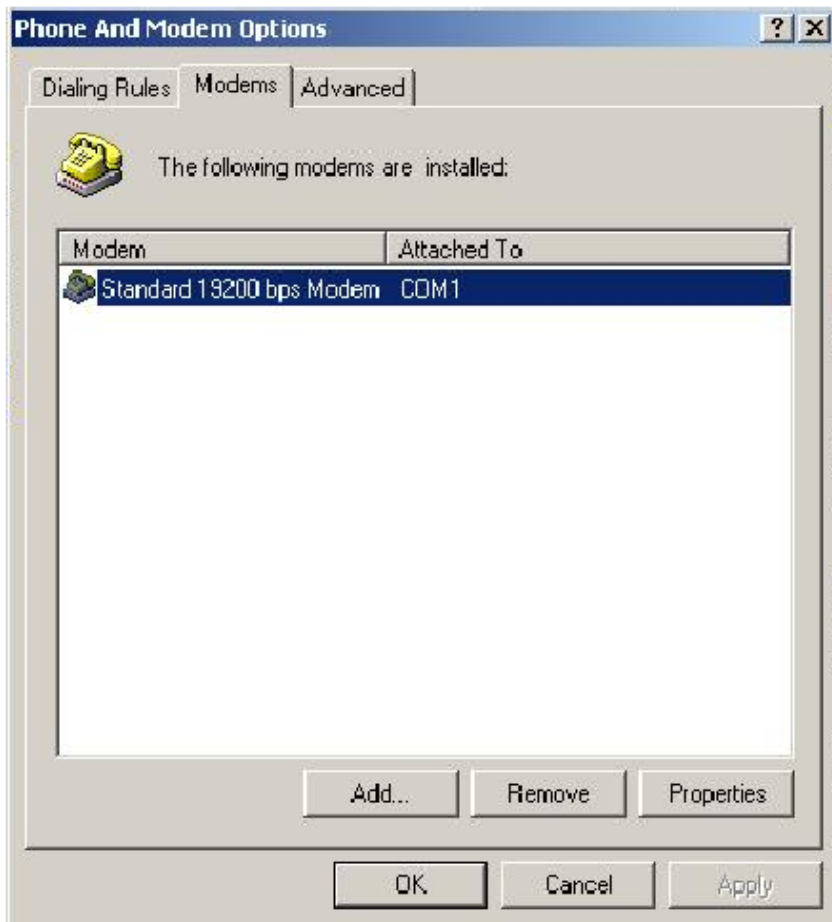 Phone And Modem Options
Dialing Rules Modems Advanced
The following modems are installed:
Modem Attached To
Standard 19200 bps Modem COM1
Add... Remove Properties
OK Cancel Apply